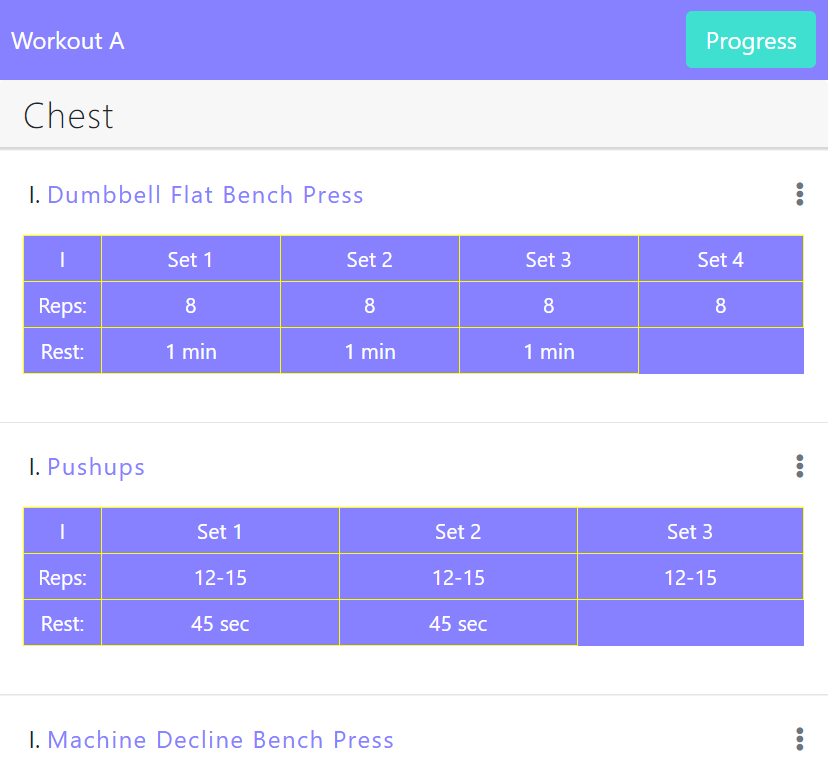 Workout A Progress
Chest
I. Dumbbell Flat Bench Press
I Set 1 Set 2 Set 3 Set 4
Reps: 8 8 8 8
Rest: 1 min 1 min 1 min
I. Pushups
I Set 1 Set 2 Set 3
Reps: 12-15 12-15 12-15
Rest: 45 sec 45 sec
I. Machine Decline Bench Press